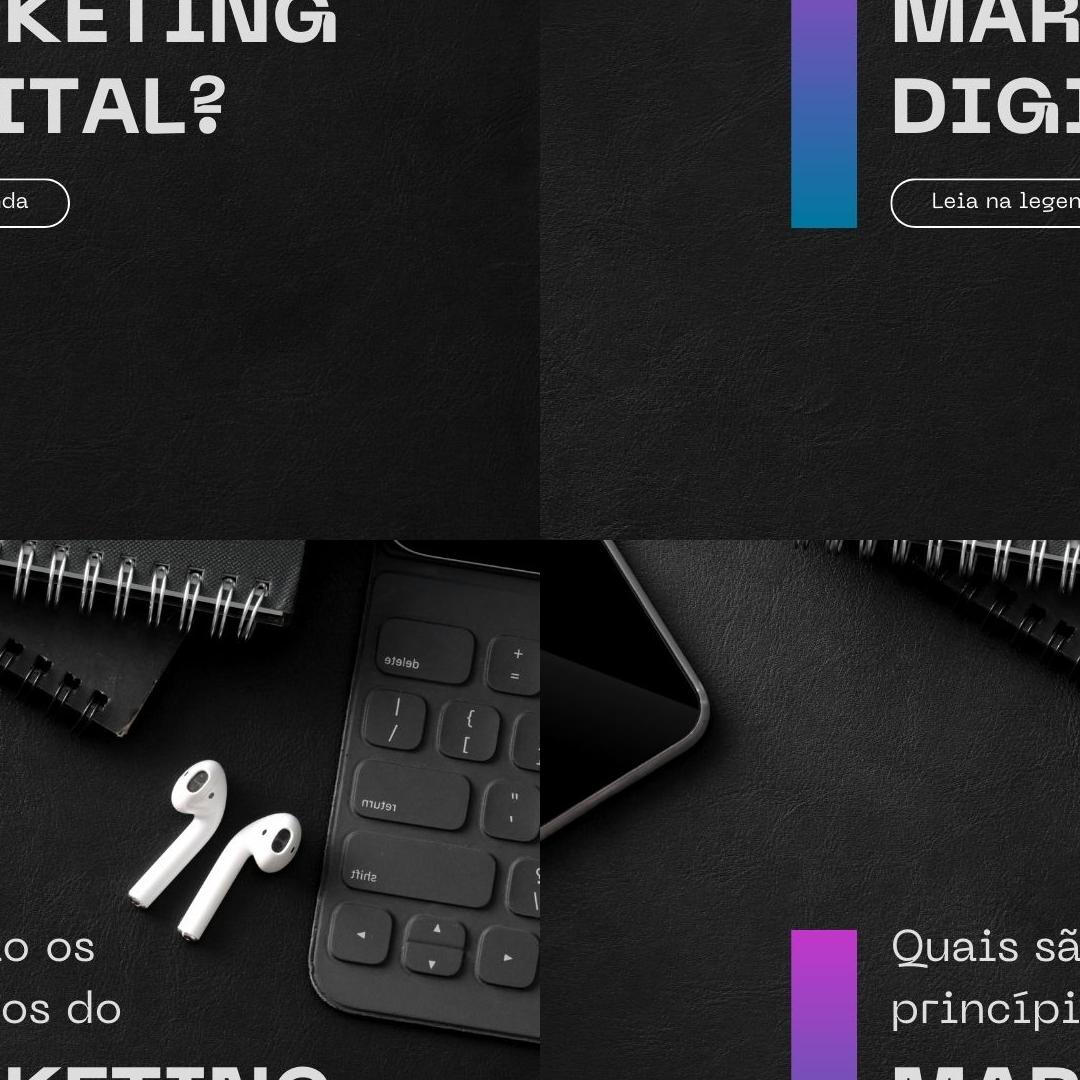 KETING
ITAL?
da
MAR
DIGI
Leia na legen
delete
+
=
return
shift
o os
os do
KETING
Quais sã
princípi
MAR